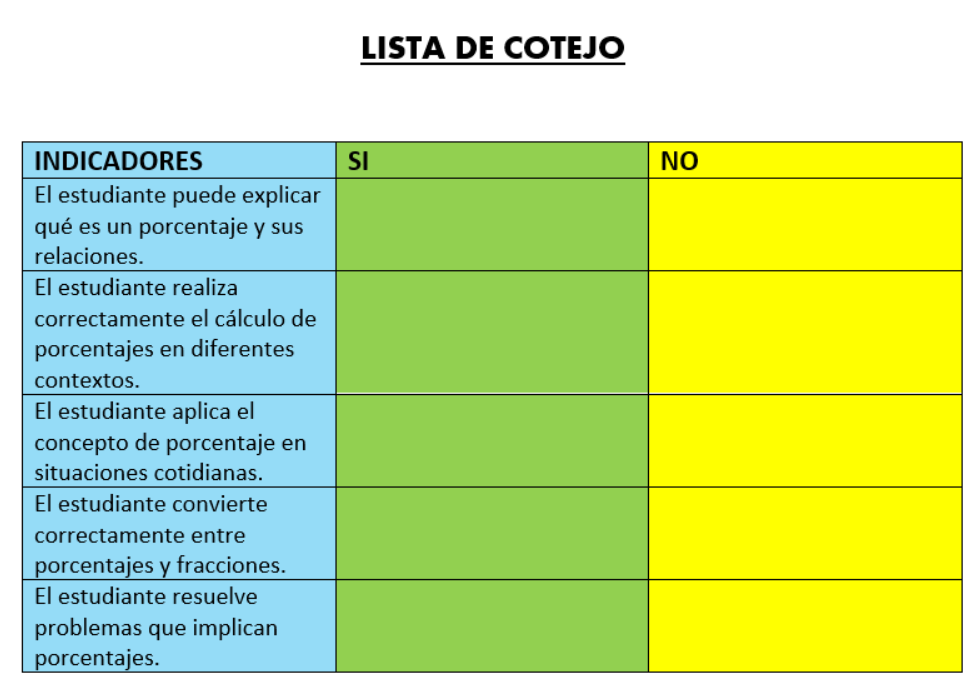 LISTA DE COTEJO
INDICADORES SI NO
El estudiante puede explicar
qué es un porcentaje y sus
relaciones.
El estudiante realiza
correctamente el cálculo de
porcentajes en diferentes
contextos.
El estudiante aplica el
concepto de porcentaje en
situaciones cotidianas.
El estudiante convierte
correctamente entre
porcentajes y fracciones.
El estudiante resuelve
problemas que implican
porcentajes.